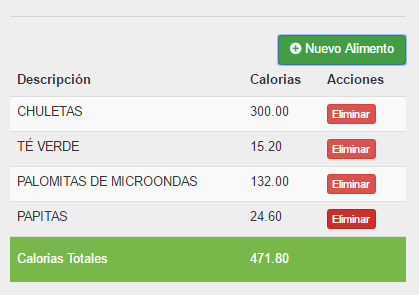 Nuevo Alimento
Descripción Calorias Acciones
CHULETAS 300.00 Eliminar
TÉ VERDE 15.20 Eliminar
PALOMITAS DE MICROONDAS 132.00 Eliminar
PAPITAS 24.60 Eliminar
Calorias Totales 471.80